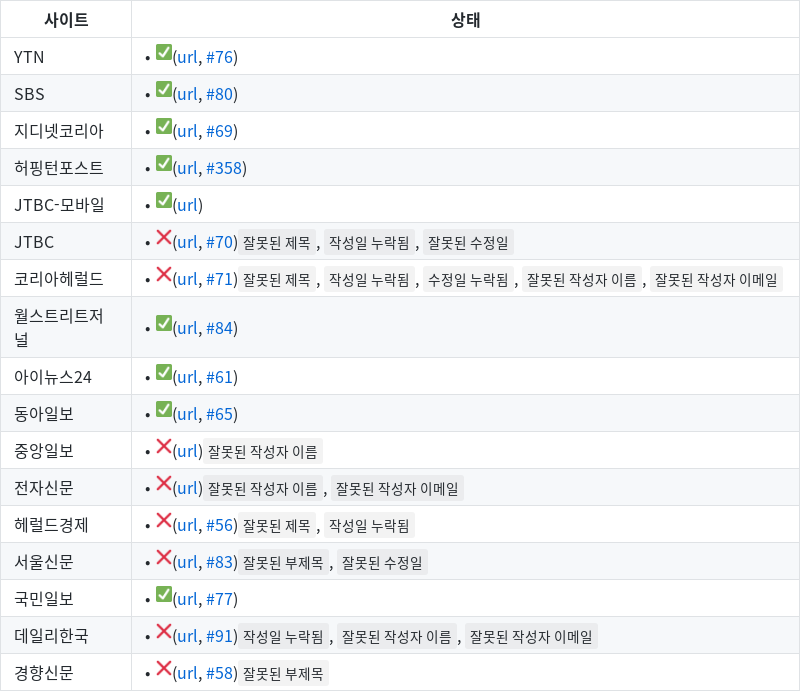 사이트 상태
YTN • ✅(url, #76)
SBS • ✅(url, #80)
지디넷코리아 • ✅(url, #69)
허핑턴포스트 • ✅(url, #358)
JTBC-모바일 • ✅(url)
JTBC • ❌(url, #70) 잘못된 제목 , 작성일 누락됨 , 잘못된 수정일
코리아헤럴드 • ❌(url, #71) 잘못된 제목 , 작성일 누락됨 , 수정일 누락됨 , 잘못된 작성자 이름 , 잘못된 작성자 이메일
월스트리트저
널 • ✅(url, #84)
아이뉴스24 • ✅(url, #61)
동아일보 • ✅(url, #65)
중앙일보 • ❌(url) 잘못된 작성자 이름
전자신문 • ❌(url) 잘못된 작성자 이름 , 잘못된 작성자 이메일
헤럴드경제 • ❌(url, #56) 잘못된 제목 , 작성일 누락됨
서울신문 • ❌(url, #83) 잘못된 부제목 , 잘못된 수정일
국민일보 • ✅(url, #77)
데일리한국 • ❌(url, #91) 작성일 누락됨 , 잘못된 작성자 이름 , 잘못된 작성자 이메일
경향신문 • ❌(url, #58) 잘못된 부제목